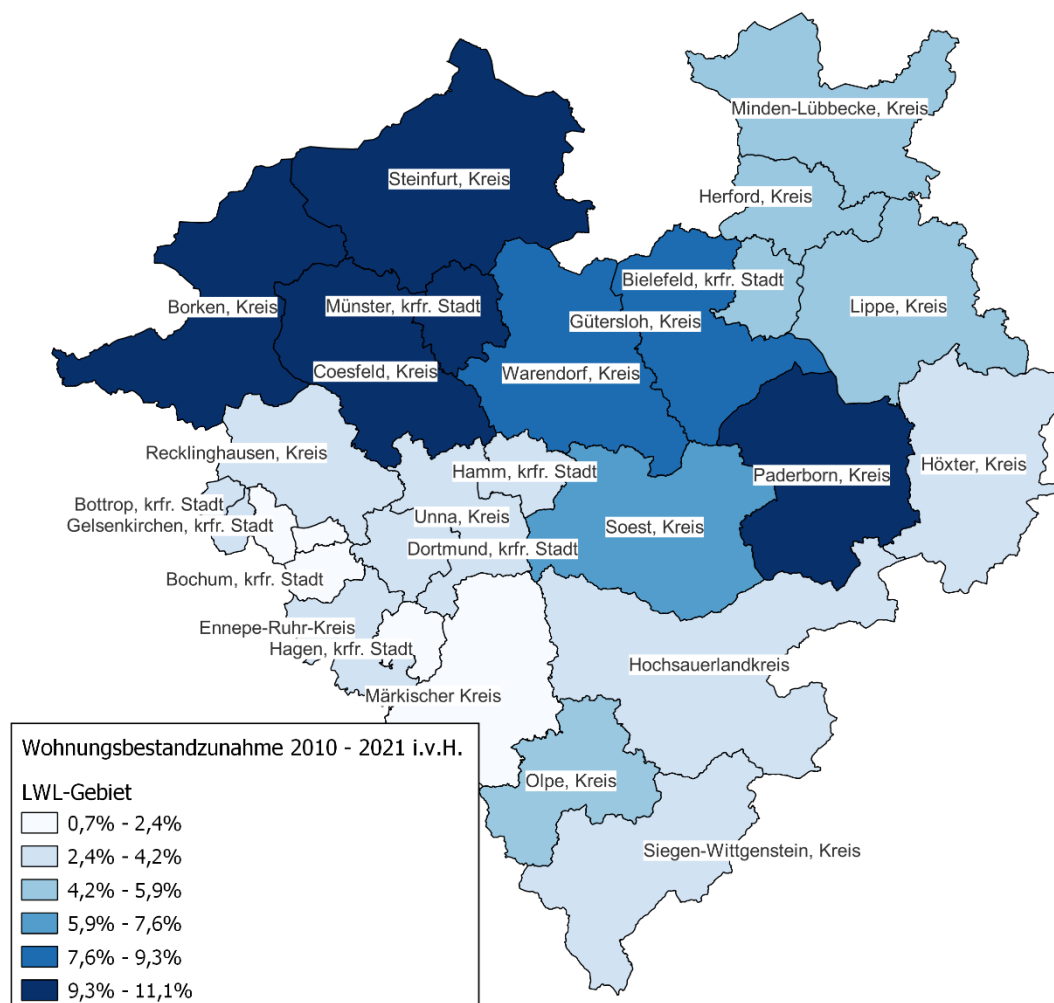 Minden-Lübbecke, Kreis
Steinfurt, Kreis
Herford, Kreis
Bielefeld, krfr. Stadt
Borken, Kreis
Münster, krfr. Stadt
Lippe, Kreis
Gütersloh, Kreis
Coesfeld, Kreis
Warendorf, Kreis
Recklinghausen, Kreis
Hamm, krfr. Stadt
Paderborn, Kreis
Höxter, Kreis
Bottrop, krfr. Stadt
Gelsenkirchen, krfr. Stadt
Unna, Kreis
Soest, Kreis
Dortmund, krfr. Stadt
Bochum, krfr. Stadt
Ennepe-Ruhr-Kreis
Hagen, krfr. Stadt
Hochsauerlandkreis
Märkischer Kreis
Olpe, Kreis
Siegen-Wittgenstein, Kreis
Wohnungsbestandzunahme 2010 - 2021 i.v.H.
LWL-Gebiet
0,7% - 2,4%
2,4% - 4,2%
4,2% - 5,9%
5,9% - 7,6%
7,6% - 9,3%
9,3% - 11,1%